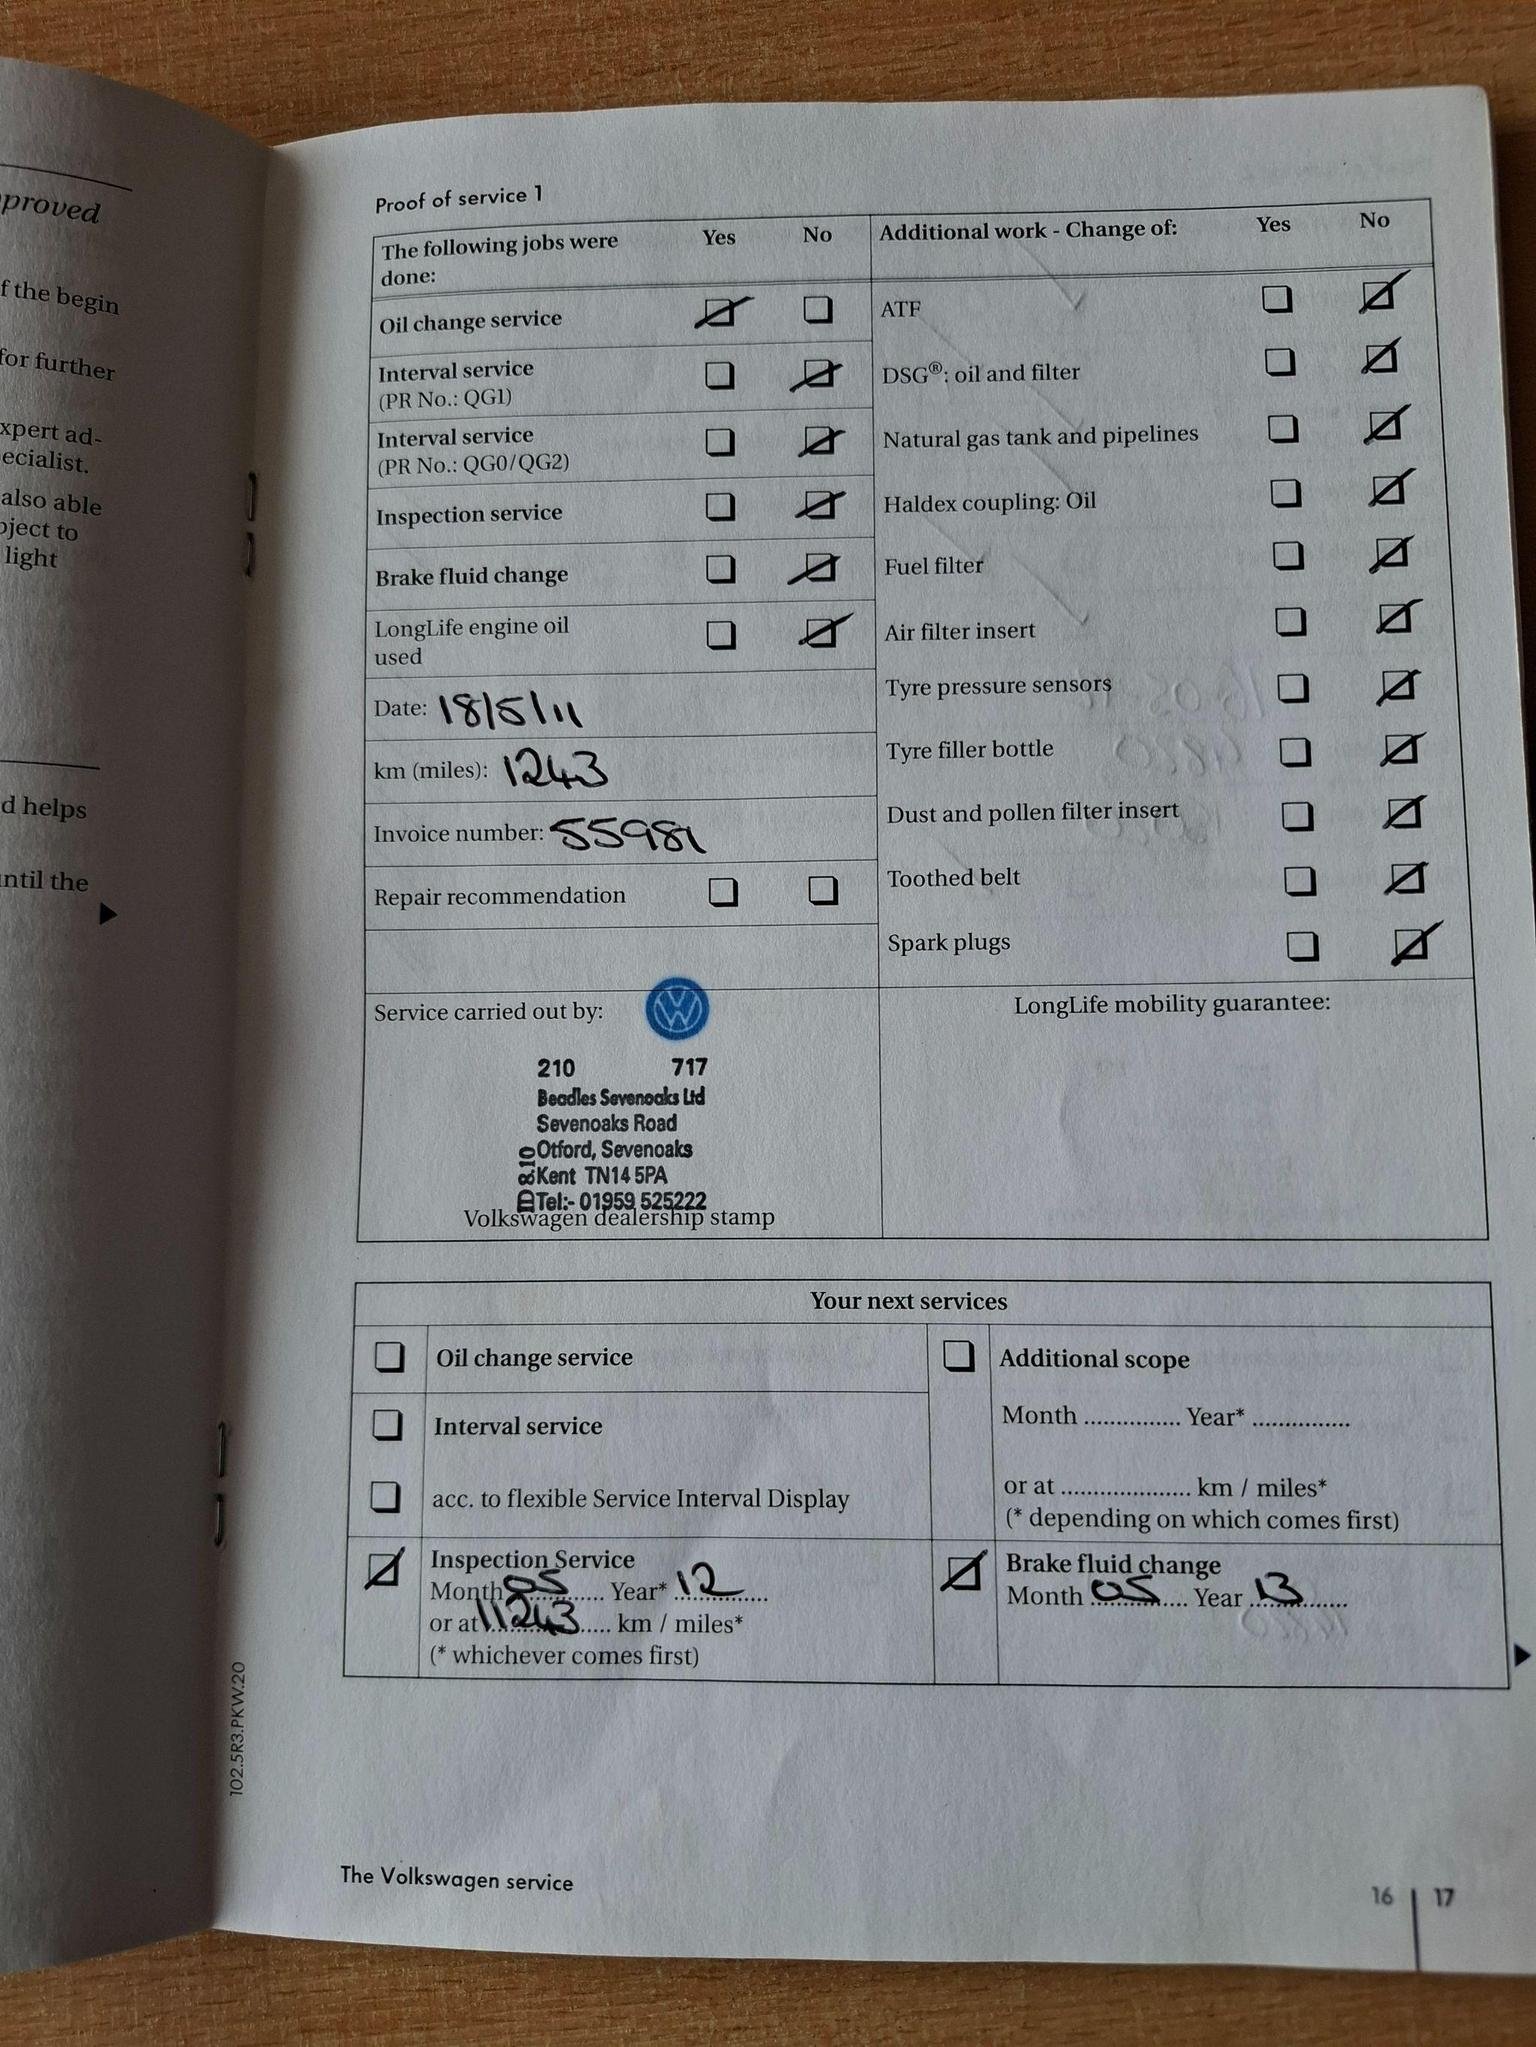 proved
f the begin
for further
xpert ad-
ecialist.
also able
bject to
light
d helps
ntil the
Proof of service 1
The following jobs were done: Yes No
Oil change service
Interval service
(PR No.: QG1)
Interval service
(PR No.: QG0/QG2)
Inspection service
Brake fluid change
LongLife engine oil
used
Date: 18/5/11
km (miles): 1243
Invoice number: 55981
Repair recommendation
Additional work - Change of: Yes No
ATF
DSG®: oil and filter
Natural gas tank and pipelines
Haldex coupling: Oil
Fuel filter
Air filter insert
Tyre pressure sensors
Tyre filler bottle
Dust and pollen filter insert
Toothed belt
Spark plugs
Service carried out by:
VW
210 717
Beadles Sevenoaks Ltd
Sevenoaks Road
Otford, Sevenoaks
Kent TN14 5PA
Tel:- 01959 525222
Volkswagen dealership stamp
LongLife mobility guarantee:
Your next services
Oil change service
Interval service
acc. to flexible Service Interval Display
Additional scope
Month .............. Year* ..............
or at ................... km / miles*
(* depending on which comes first)
Inspection Service
Month 05 Year* 12
or at 11243 km / miles*
(* whichever comes first)
Brake fluid change
Month 05 Year 13
102.5R3.PKW.20
The Volkswagen service
16 17